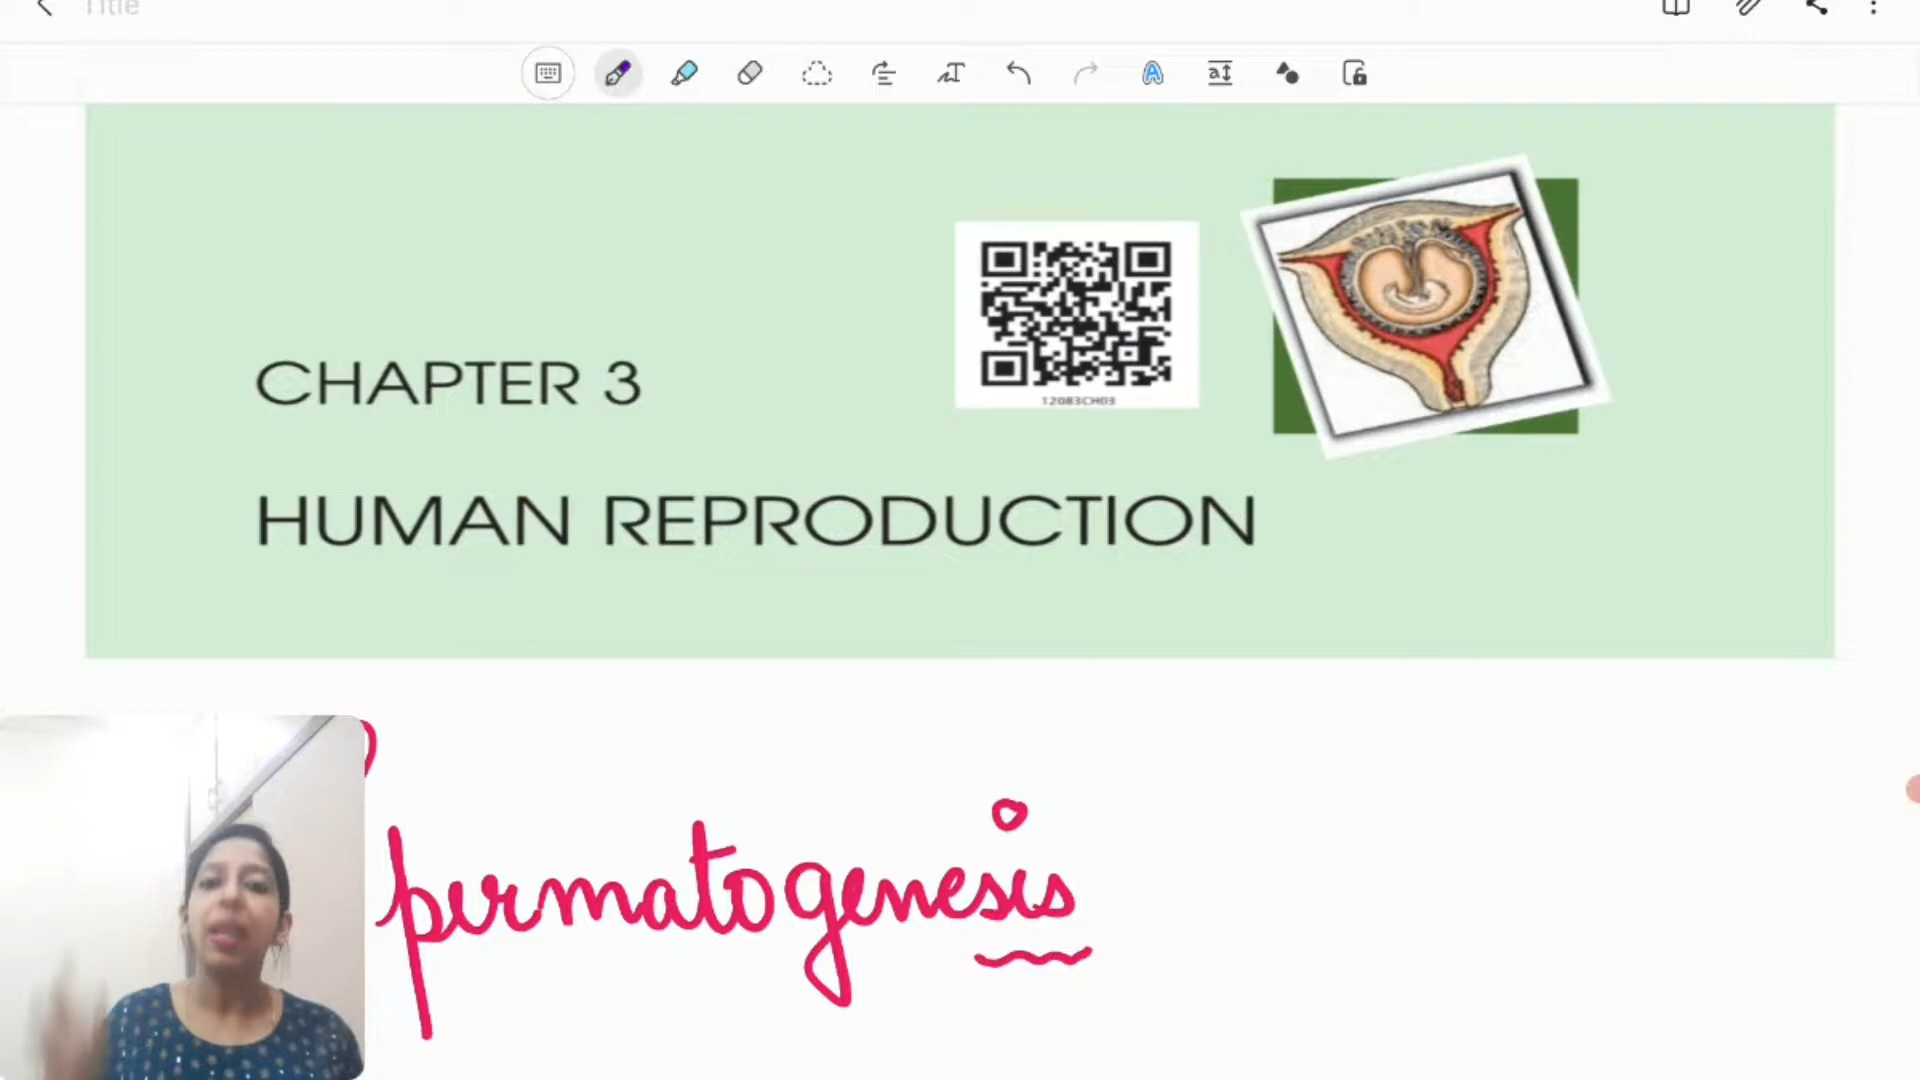 Title
12083CH03
CHAPTER 3
HUMAN REPRODUCTION
permatogenesis